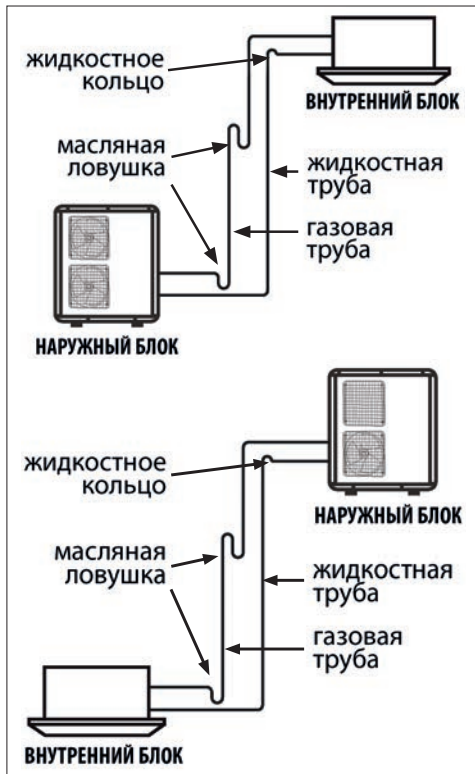 жидкостное
кольцо
ВНУТРЕННИЙ БЛОК
масляная
ловушка
жидкостная
труба
газовая
труба
НАРУЖНЫЙ БЛОК
жидкостное
кольцо
НАРУЖНЫЙ БЛОК
масляная
ловушка
жидкостная
труба
газовая
труба
ВНУТРЕННИЙ БЛОК